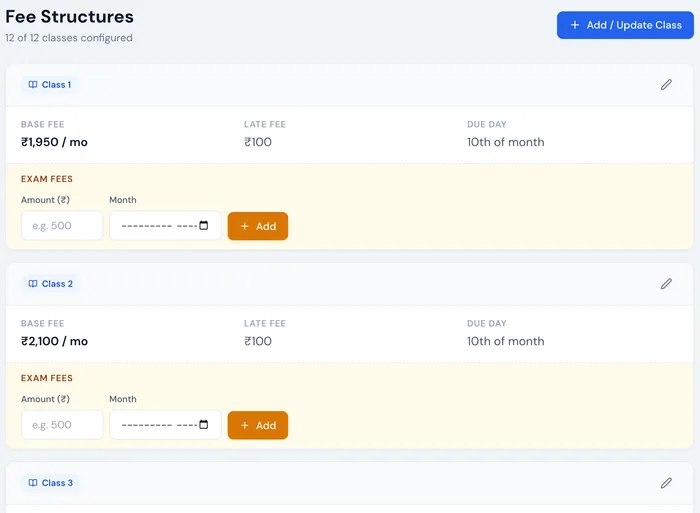 Fee Structures
12 of 12 classes configured
+ Add / Update Class
Class 1
BASE FEE LATE FEE DUE DAY
₹1,950 / mo ₹100 10th of month
EXAM FEES
Amount (₹) Month
e.g. 500 --------- ---- + Add
Class 2
BASE FEE LATE FEE DUE DAY
₹2,100 / mo ₹100 10th of month
EXAM FEES
Amount (₹) Month
e.g. 500 --------- ---- + Add
Class 3